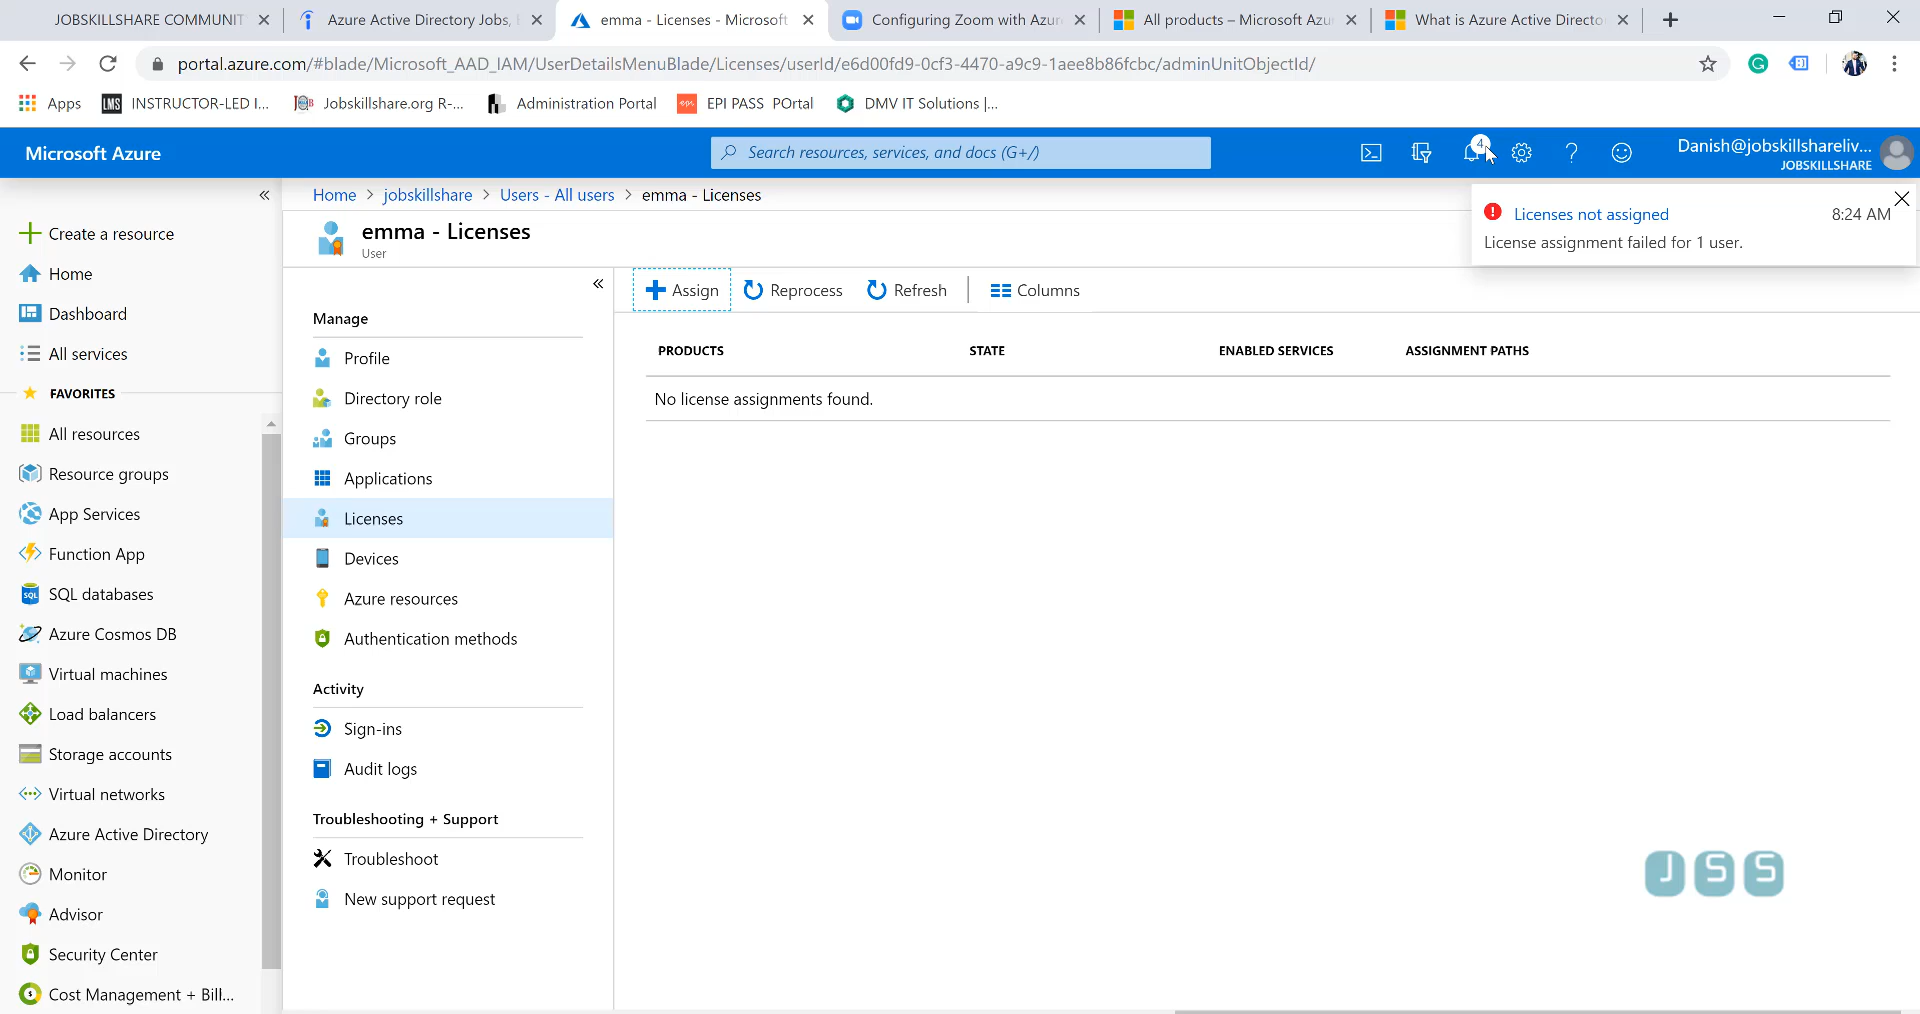 JOBSKILLSHARE COMMUNIT
Azure Active Directory Jobs,
emma - Licenses - Microsoft
Configuring Zoom with Azur
All products – Microsoft Azu
What is Azure Active Directo
portal.azure.com/#blade/Microsoft_AAD_IAM/UserDetailsMenuBlade/Licenses/userId/e6d00fd9-0cf3-4470-a9c9-1aee8b86fcbc/adminUnitObjectId/
Apps
LMS INSTRUCTOR-LED I...
Jobskillshare.org R-...
Administration Portal
EPI PASS POrtal
DMV IT Solutions |...
Microsoft Azure
Search resources, services, and docs (G+/)
4
Danish@jobskillshareliv...
JOBSKILLSHARE
Home > jobskillshare > Users - All users > emma - Licenses
Licenses not assigned 8:24 AM
License assignment failed for 1 user.
emma - Licenses
User
Create a resource
Home
Dashboard
All services
FAVORITES
All resources
Resource groups
App Services
Function App
SQL databases
Azure Cosmos DB
Virtual machines
Load balancers
Storage accounts
Virtual networks
Azure Active Directory
Monitor
Advisor
Security Center
Cost Management + Bill...
Manage
Profile
Directory role
Groups
Applications
Licenses
Devices
Azure resources
Authentication methods
Activity
Sign-ins
Audit logs
Troubleshooting + Support
Troubleshoot
New support request
Assign Reprocess Refresh Columns
PRODUCTS STATE ENABLED SERVICES ASSIGNMENT PATHS
No license assignments found.
JSS